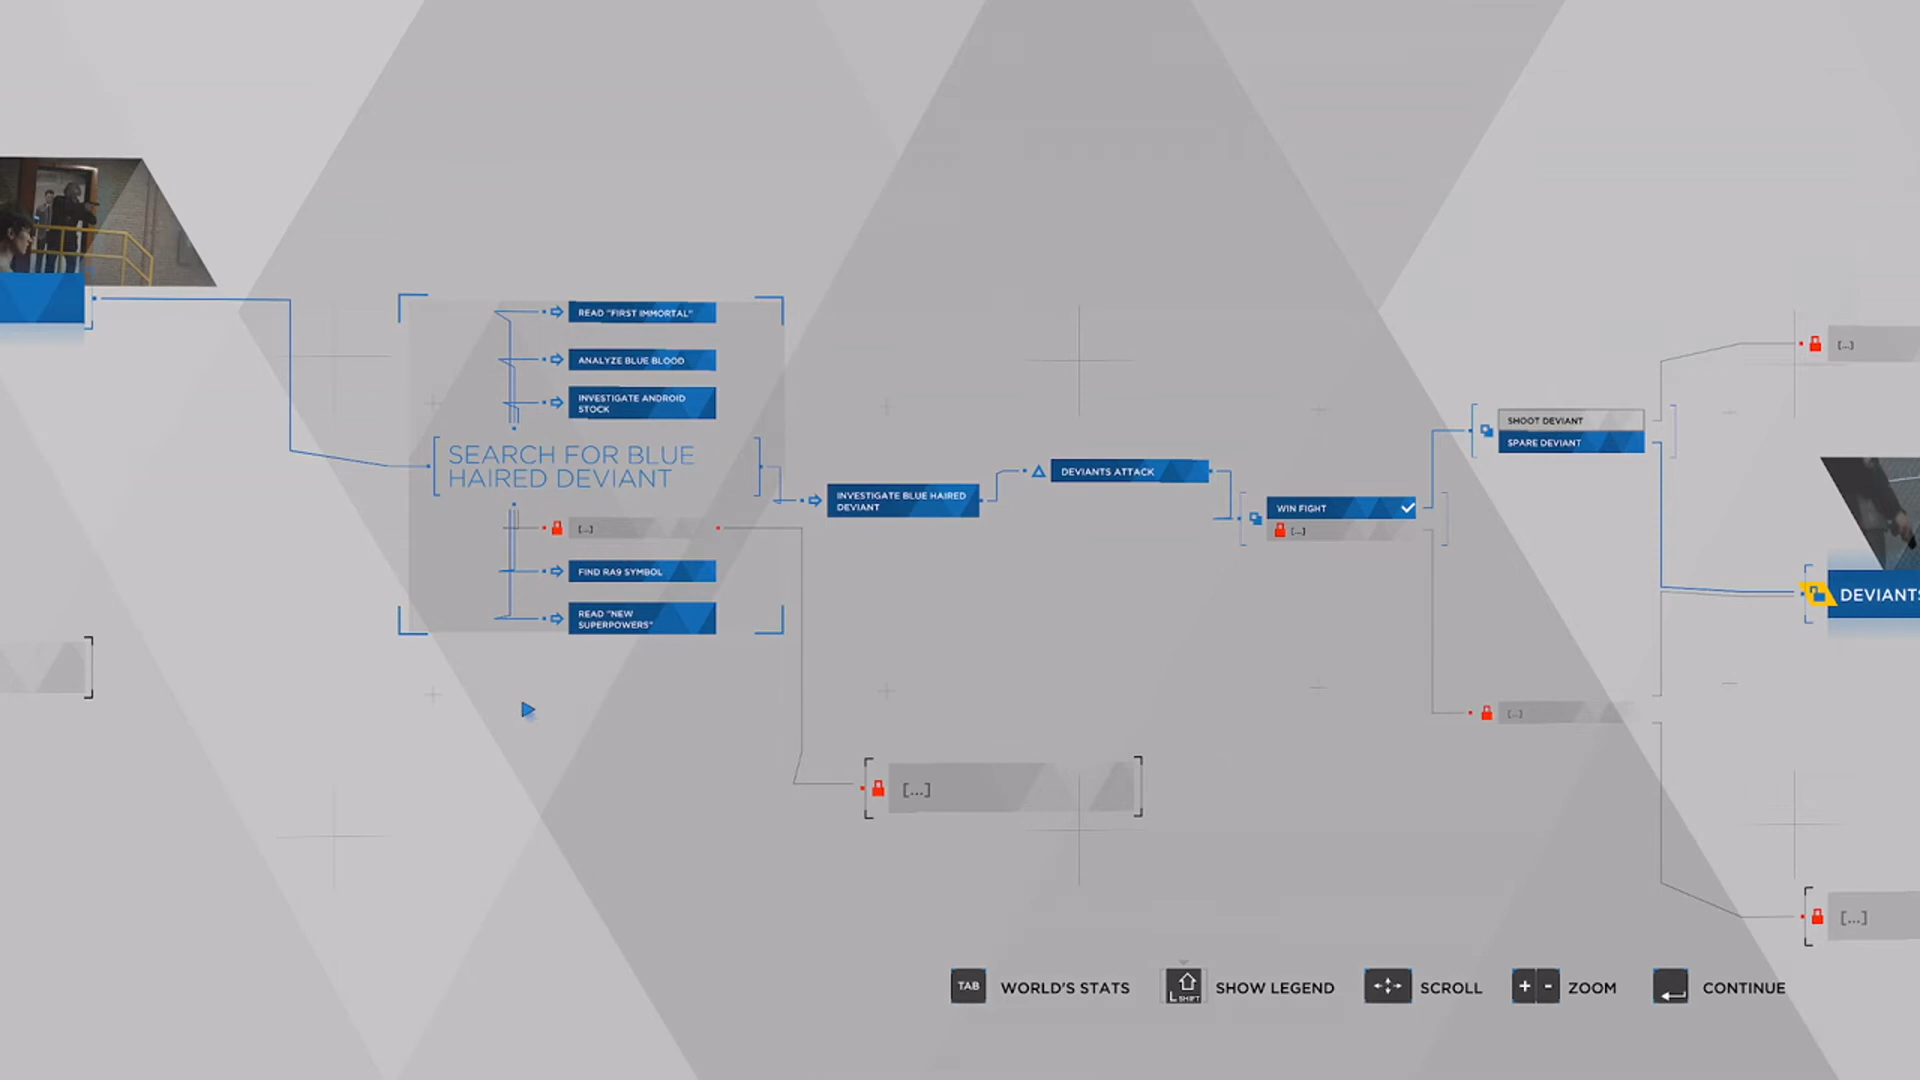 READ "FIRST IMMORTAL"
ANALYZE BLUE BLOOD
INVESTIGATE ANDROID
STOCK
SEARCH FOR BLUE
HAIRED DEVIANT
[...]
FIND RA9 SYMBOL
READ "NEW
SUPERPOWERS"
INVESTIGATE BLUE HAIRED
DEVIANT
DEVIANTS ATTACK
WIN FIGHT
[...]
SHOOT DEVIANT
SPARE DEVIANT
[...]
DEVIANTS
[...]
[...]
[...]
TAB WORLD'S STATS
L SHIFT SHOW LEGEND
SCROLL
+ - ZOOM
CONTINUE